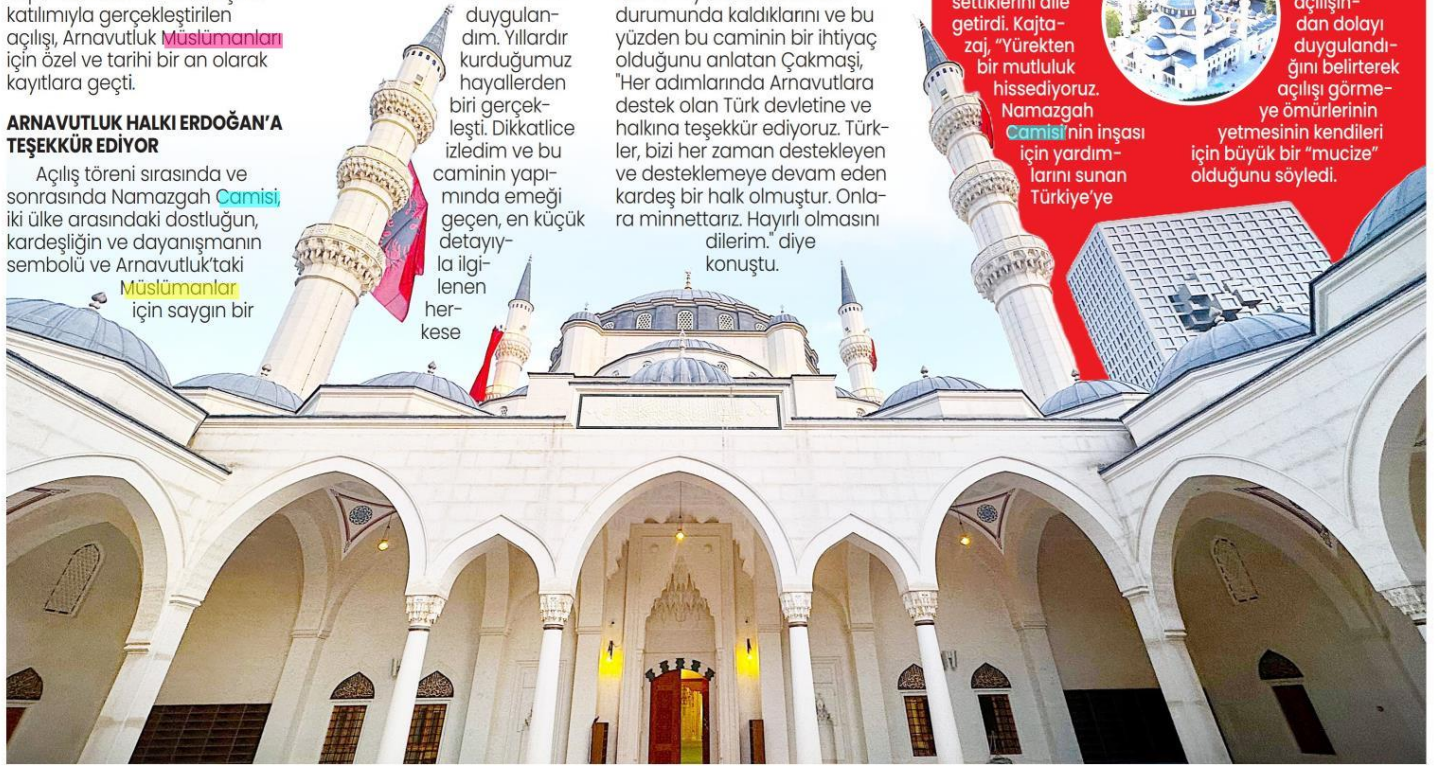 katılımıyla gerçekleştirilen
açılışı, Arnavutluk Müslümanları
için özel ve tarihi bir an olarak
kayıtlara geçti.
ARNAVUTLUK HALKI ERDOĞAN’A
TEŞEKKÜR EDİYOR
Açılış töreni sırasında ve
sonrasında Namazgah Camisi,
iki ülke arasındaki dostluğun,
kardeşliğin ve dayanışmanın
sembolü ve Arnavutluk’taki
Müslümanlar
için saygın bir
duygulan-
dım. Yıllardır
kurduğumuz
hayallerden
biri gerçek-
leşti. Dikkatlice
izledim ve bu
caminin yapı-
mında emeği
geçen, en küçük
detayıy-
la ilgi-
lenen
her-
kese
durumunda kaldıklarını ve bu
yüzden bu caminin bir ihtiyaç
olduğunu anlatan Çakmaşi,
"Her adımlarında Arnavutlara
destek olan Türk devletine ve
halkına teşekkür ediyoruz. Türk-
ler, bizi her zaman destekleyen
ve desteklemeye devam eden
kardeş bir halk olmuştur. Onla-
ra minnettarız. Hayırlı olmasını
dilerim." diye
konuştu.
settiklerini dile
getirdi. Kajta-
zaj, “Yürekten
bir mutluluk
hissediyoruz.
Namazgah
Camisi’nin inşası
için yardım-
larını sunan
Türkiye’ye
açılışın-
dan dolayı
duygulandı-
ğını belirterek
açılışı görme-
ye ömürlerinin
yetmesinin kendileri
için büyük bir “mucize”
olduğunu söyledi.